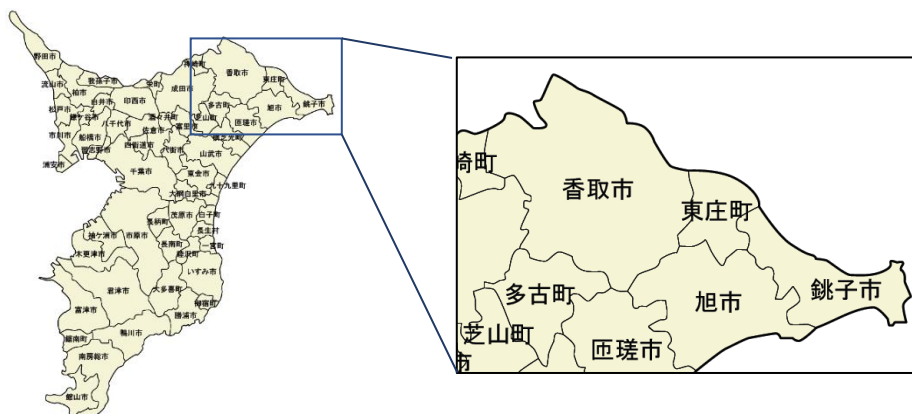 野田市
流山市
柏市
我孫子市
松戸市
鎌ケ谷市
白井市
印西市
栄町
成田市
神崎町
香取市
東庄町
銚子市
旭市
匝瑳市
多古町
芝山町
横芝光町
富里市
酒々井町
佐倉市
八千代市
船橋市
市川市
浦安市
習志野市
四街道市
八街市
山武市
千葉市
東金市
九十九里町
大網白里市
茂原市
白子町
長柄町
長生村
一宮町
長南町
睦沢町
市原市
袖ケ浦市
木更津市
いすみ市
君津市
大多喜町
御宿町
勝浦市
富津市
鴨川市
鋸南町
南房総市
館山市
崎町
香取市
東庄町
多古町
旭市
銚子市
芝山町
匝瑳市
市